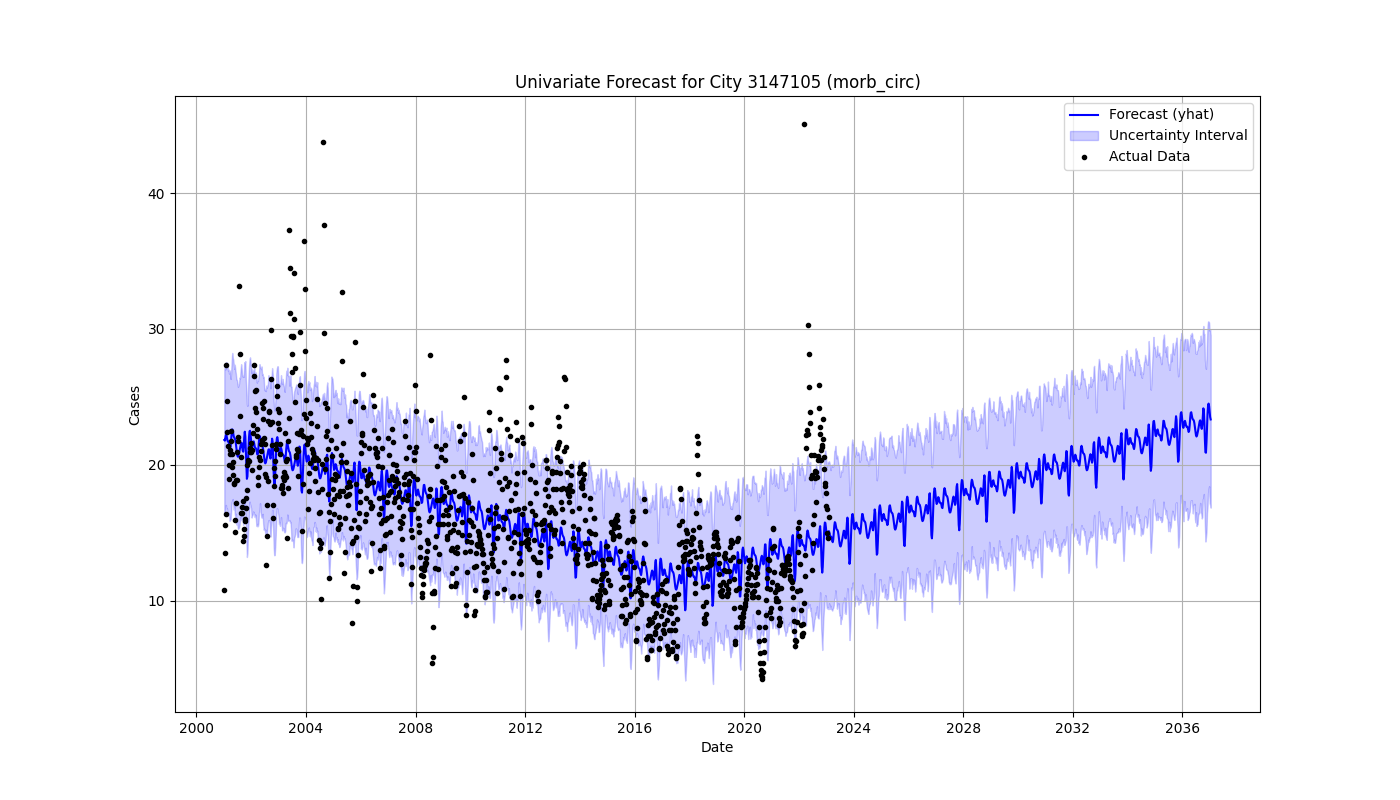 Univariate Forecast for City 3147105 (morb_circ)
Forecast (yhat)
Uncertainty Interval
Actual Data
Cases
40
30
20
10
2000 2004 2008 2012 2016 2020 2024 2028 2032 2036
Date